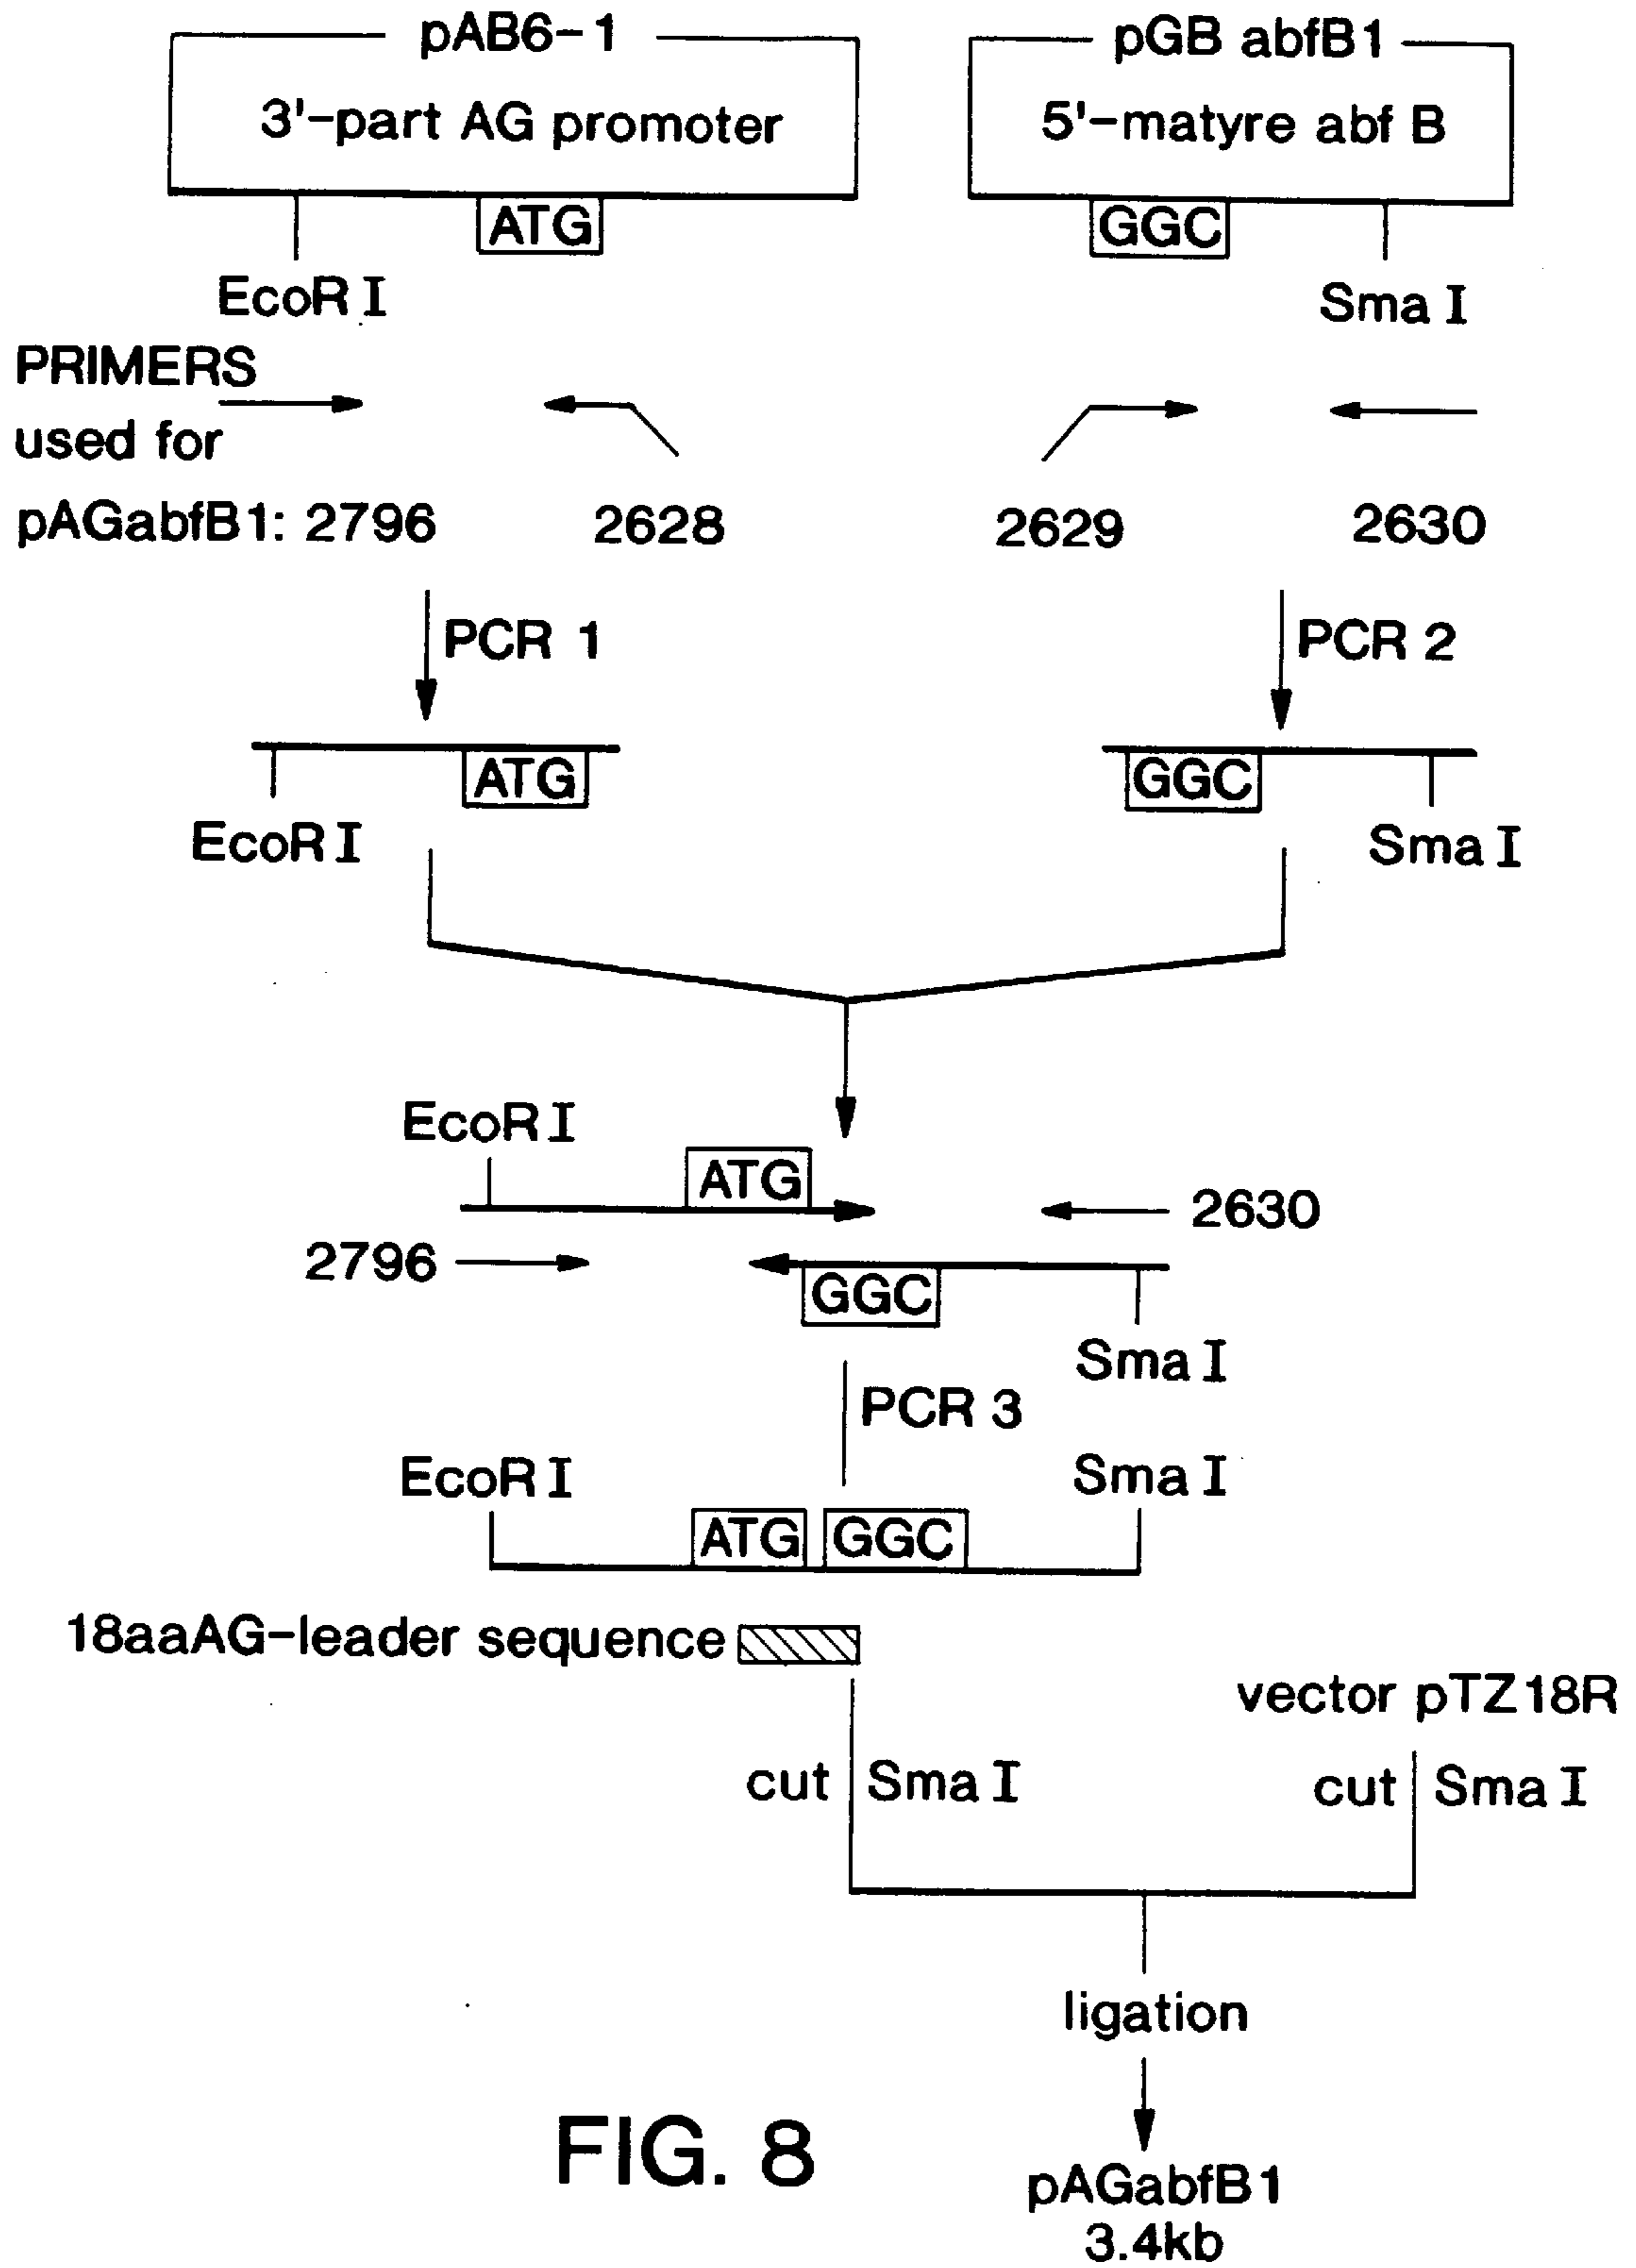 pAB6-1
pGB abfB1
3'-part AG promoter
5'-matyre abf B
ATG
GGC
EcoR I
Sma I
PRIMERS
used for
pAGabfB1: 2796 2628 2629 2630
PCR 1
PCR 2
ATG
GGC
EcoR I
Sma I
EcoR I
ATG
2630
2796
GGC
Sma I
PCR 3
EcoR I
Sma I
ATG
GGC
18aaAG-leader sequence
vector pTZ18R
cut Sma I
cut Sma I
ligation
FIG. 8
pAGabfB1
3.4kb